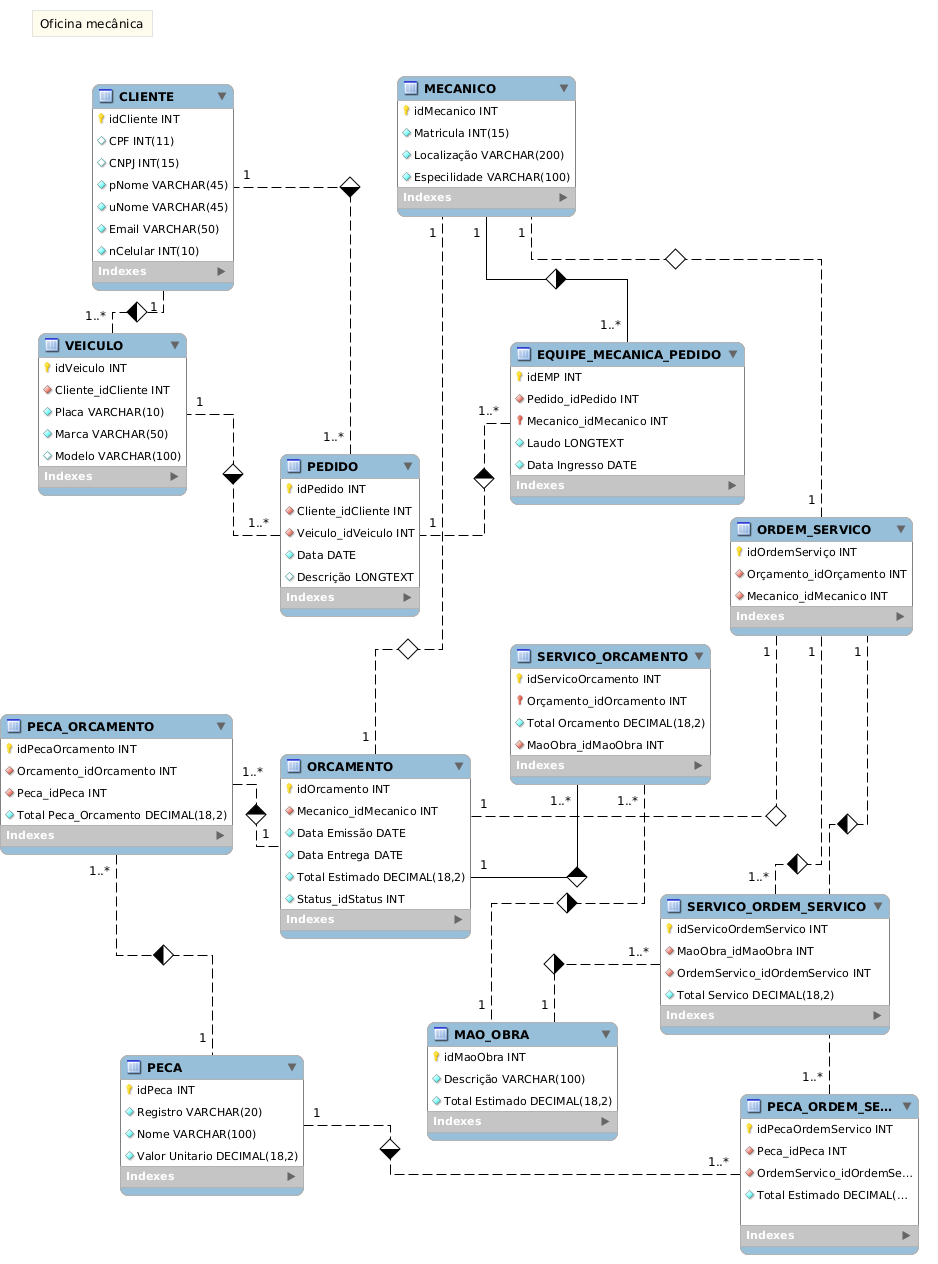 Oficina mecânica
CLIENTE
idCliente INT
CPF INT(11)
CNPJ INT(15)
pNome VARCHAR(45)
uNome VARCHAR(45)
Email VARCHAR(50)
nCelular INT(10)
Indexes
MECANICO
idMecanico INT
Matricula INT(15)
Localização VARCHAR(200)
Especilidade VARCHAR(100)
Indexes
1
1
1
1
1..*
1
VEICULO
idVeiculo INT
Cliente_idCliente INT
Placa VARCHAR(10)
Marca VARCHAR(50)
Modelo VARCHAR(100)
Indexes
1..*
EQUIPE_MECANICA_PEDIDO
idEMP INT
Pedido_idPedido INT
Mecanico_idMecanico INT
Laudo LONGTEXT
Data Ingresso DATE
Indexes
1
1..*
1..*
1..*
1
PEDIDO
idPedido INT
Cliente_idCliente INT
Veiculo_idVeiculo INT
Data DATE
Descrição LONGTEXT
Indexes
1
ORDEM_SERVICO
idOrdemServiço INT
Orçamento_idOrçamento INT
Mecanico_idMecanico INT
Indexes
1
1
1
SERVICO_ORCAMENTO
idServicoOrcamento INT
Orçamento_idOrcamento INT
Total Orcamento DECIMAL(18,2)
MaoObra_idMaoObra INT
Indexes
1..*
1..*
PECA_ORCAMENTO
idPecaOrcamento INT
Orcamento_idOrcamento INT
Peca_idPeca INT
Total Peca_Orcamento DECIMAL(18,2)
Indexes
1..*
1
1
ORCAMENTO
idOrcamento INT
Mecanico_idMecanico INT
Data Emissão DATE
Data Entrega DATE
Total Estimado DECIMAL(18,2)
Status_idStatus INT
Indexes
1
1
1..*
1..*
SERVICO_ORDEM_SERVICO
idServicoOrdemServico INT
MaoObra_idMaoObra INT
OrdemServico_idOrdemServico INT
Total Servico DECIMAL(18,2)
Indexes
1..*
1
1
MAO_OBRA
idMaoObra INT
Descrição VARCHAR(100)
Total Estimado DECIMAL(18,2)
Indexes
1
PECA
idPeca INT
Registro VARCHAR(20)
Nome VARCHAR(100)
Valor Unitario DECIMAL(18,2)
Indexes
1
1..*
1..*
PECA_ORDEM_SE...
idPecaOrdemServico INT
Peca_idPeca INT
OrdemServico_idOrdemSe...
Total Estimado DECIMAL(...
Indexes